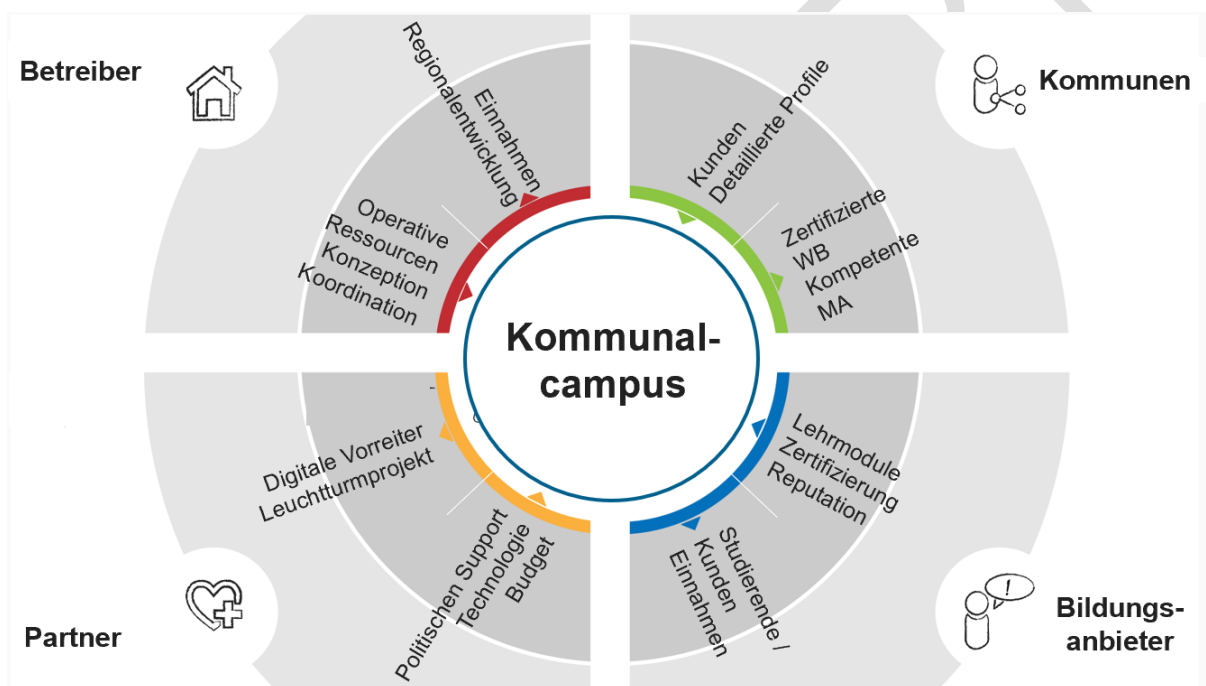 Betreiber
Regionalentwicklung
Einnahmen
Operative
Ressourcen
Konzeption
Koordination
Kommunen
Kunden
Detaillierte Profile
Zertifizierte
WB
Kompetente
MA
Kommunal-
campus
Digitale Vorreiter
Leuchtturmprojekt
Politischen Support
Technologie
Budget
Partner
Lehrmodule
Zertifizierung
Reputation
Studierende /
Kunden
Einnahmen
!
Bildungs-
anbieter